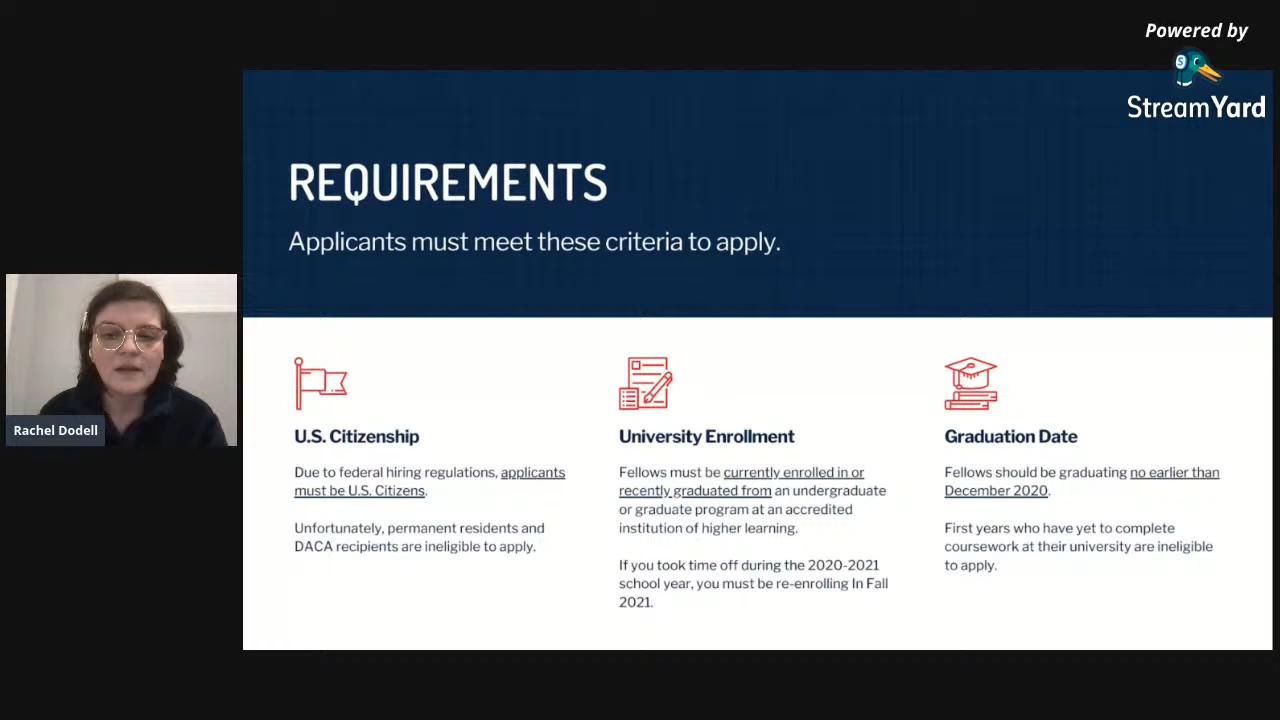 Powered by
StreamYard
REQUIREMENTS
Applicants must meet these criteria to apply.
Rachel Dodell
U.S. Citizenship
Due to federal hiring regulations, applicants
must be U.S. Citizens.
Unfortunately, permanent residents and
DACA recipients are ineligible to apply.
University Enrollment
Fellows must be currently enrolled in or
recently graduated from an undergraduate
or graduate program at an accredited
institution of higher learning.
If you took time off during the 2020-2021
school year, you must be re-enrolling In Fall
2021.
Graduation Date
Fellows should be graduating no earlier than
December 2020.
First years who have yet to complete
coursework at their university are ineligible
to apply.